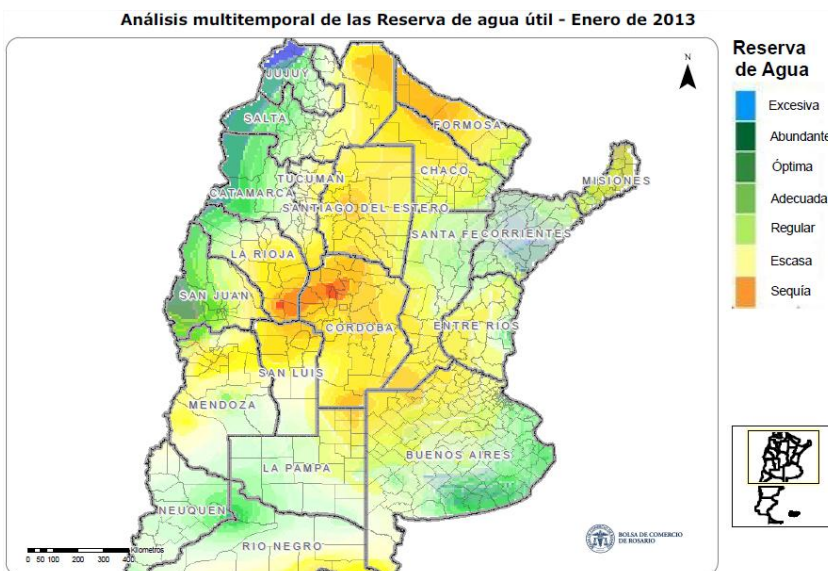 Análisis multitemporal de las Reserva de agua útil - Enero de 2013
Reserva
de Agua
Excesiva
Abundante
Óptima
Adecuada
Regular
Escasa
Sequía
N
JUJUY
SALTA
FORMOSA
CHACO
MISIONES
TUCUMAN
CATAMARCA
SANTIAGO DEL ESTERO
SANTA FE
CORRIENTES
LA RIOJA
SAN JUAN
CORDOBA
ENTRE RIOS
SAN LUIS
MENDOZA
BUENOS AIRES
LA PAMPA
NEUQUEN
RIO NEGRO
Kilometros
0 50 100 200 300 400
BOLSA DE COMERCIO
DE ROSARIO